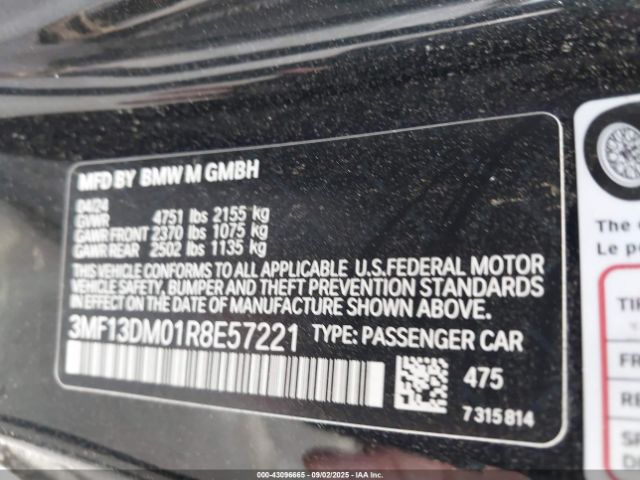 MFD BY BMW M GMBH
04/24
GVWR 4751 lbs 2155 kg
GAWR FRONT 2370 lbs 1075 kg
GAWR REAR 2502 lbs 1135 kg
THIS VEHICLE CONFORMS TO ALL APPLICABLE U.S.FEDERAL MOTOR
VEHICLE SAFETY, BUMPER AND THEFT PREVENTION STANDARDS
IN EFFECT ON THE DATE OF MANUFACTURE SHOWN ABOVE.
3MF13DM01R8E57221 TYPE: PASSENGER CAR
475
7315814
The
Le
FR
RE
000-43096665 - 09/02/2025 - IAA Inc.